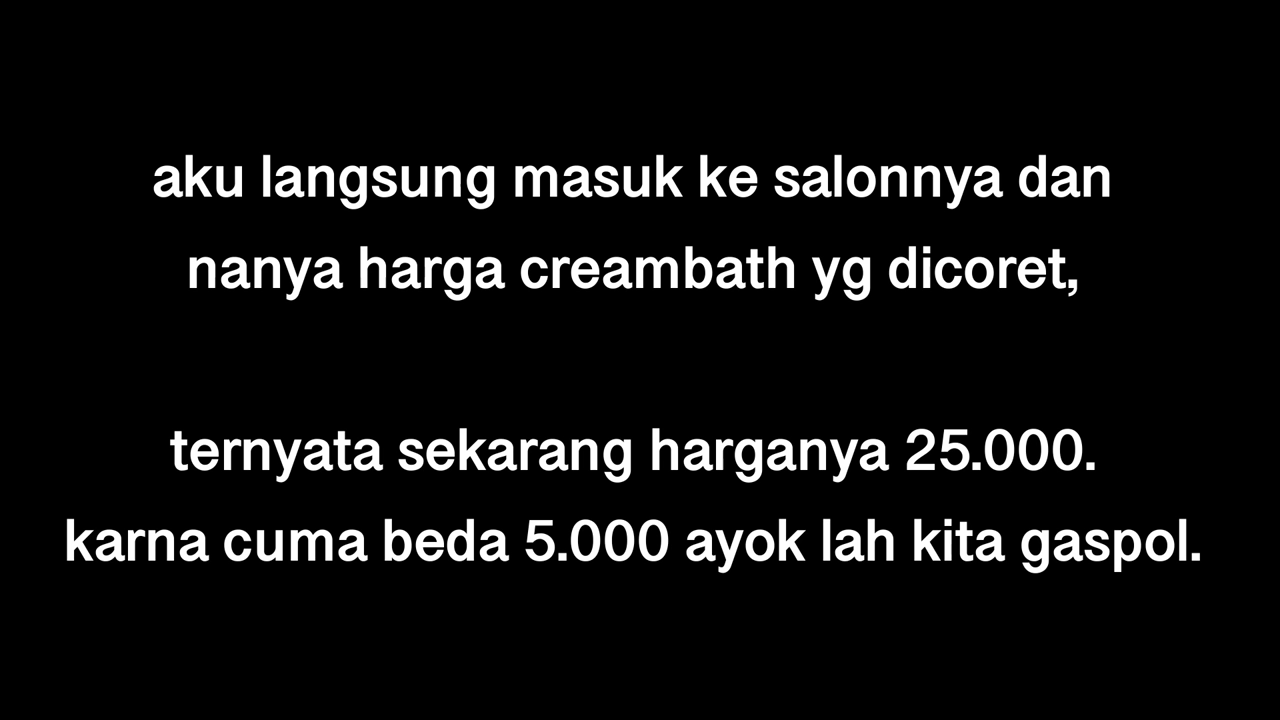 aku langsung masuk ke salonnya dan
nanya harga creambath yg dicoret,
ternyata sekarang harganya 25.000.
karna cuma beda 5.000 ayok lah kita gaspol.